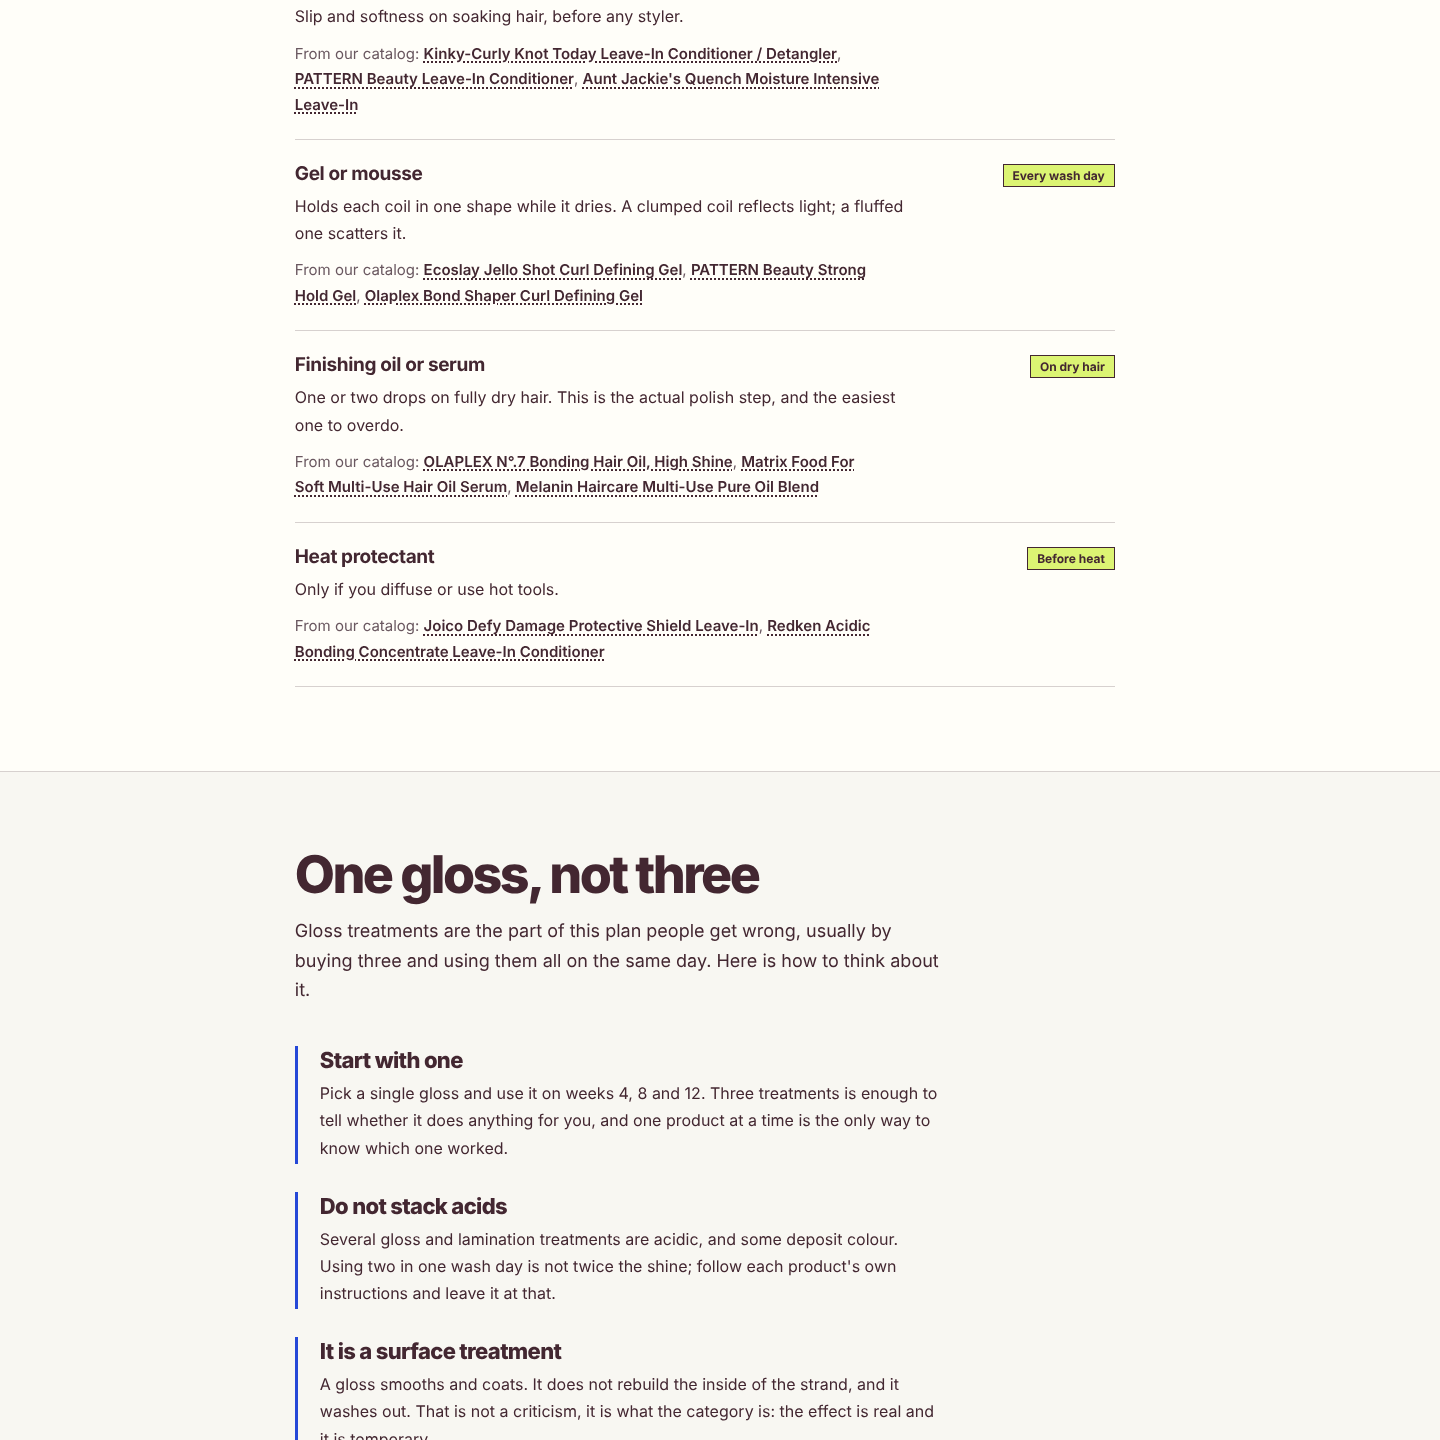 Slip and softness on soaking hair, before any styler.
From our catalog: Kinky-Curly Knot Today Leave-In Conditioner / Detangler,
PATTERN Beauty Leave-In Conditioner, Aunt Jackie's Quench Moisture Intensive
Leave-In
Gel or mousse
Every wash day
Holds each coil in one shape while it dries. A clumped coil reflects light; a fluffed
one scatters it.
From our catalog: Ecoslay Jello Shot Curl Defining Gel, PATTERN Beauty Strong
Hold Gel, Olaplex Bond Shaper Curl Defining Gel
Finishing oil or serum
On dry hair
One or two drops on fully dry hair. This is the actual polish step, and the easiest
one to overdo.
From our catalog: OLAPLEX N°.7 Bonding Hair Oil, High Shine, Matrix Food For
Soft Multi-Use Hair Oil Serum, Melanin Haircare Multi-Use Pure Oil Blend
Heat protectant
Before heat
Only if you diffuse or use hot tools.
From our catalog: Joico Defy Damage Protective Shield Leave-In, Redken Acidic
Bonding Concentrate Leave-In Conditioner
One gloss, not three
Gloss treatments are the part of this plan people get wrong, usually by
buying three and using them all on the same day. Here is how to think about
it.
Start with one
Pick a single gloss and use it on weeks 4, 8 and 12. Three treatments is enough to
tell whether it does anything for you, and one product at a time is the only way to
know which one worked.
Do not stack acids
Several gloss and lamination treatments are acidic, and some deposit colour.
Using two in one wash day is not twice the shine; follow each product's own
instructions and leave it at that.
It is a surface treatment
A gloss smooths and coats. It does not rebuild the inside of the strand, and it
washes out. That is not a criticism, it is what the category is: the effect is real and
it is temporary.